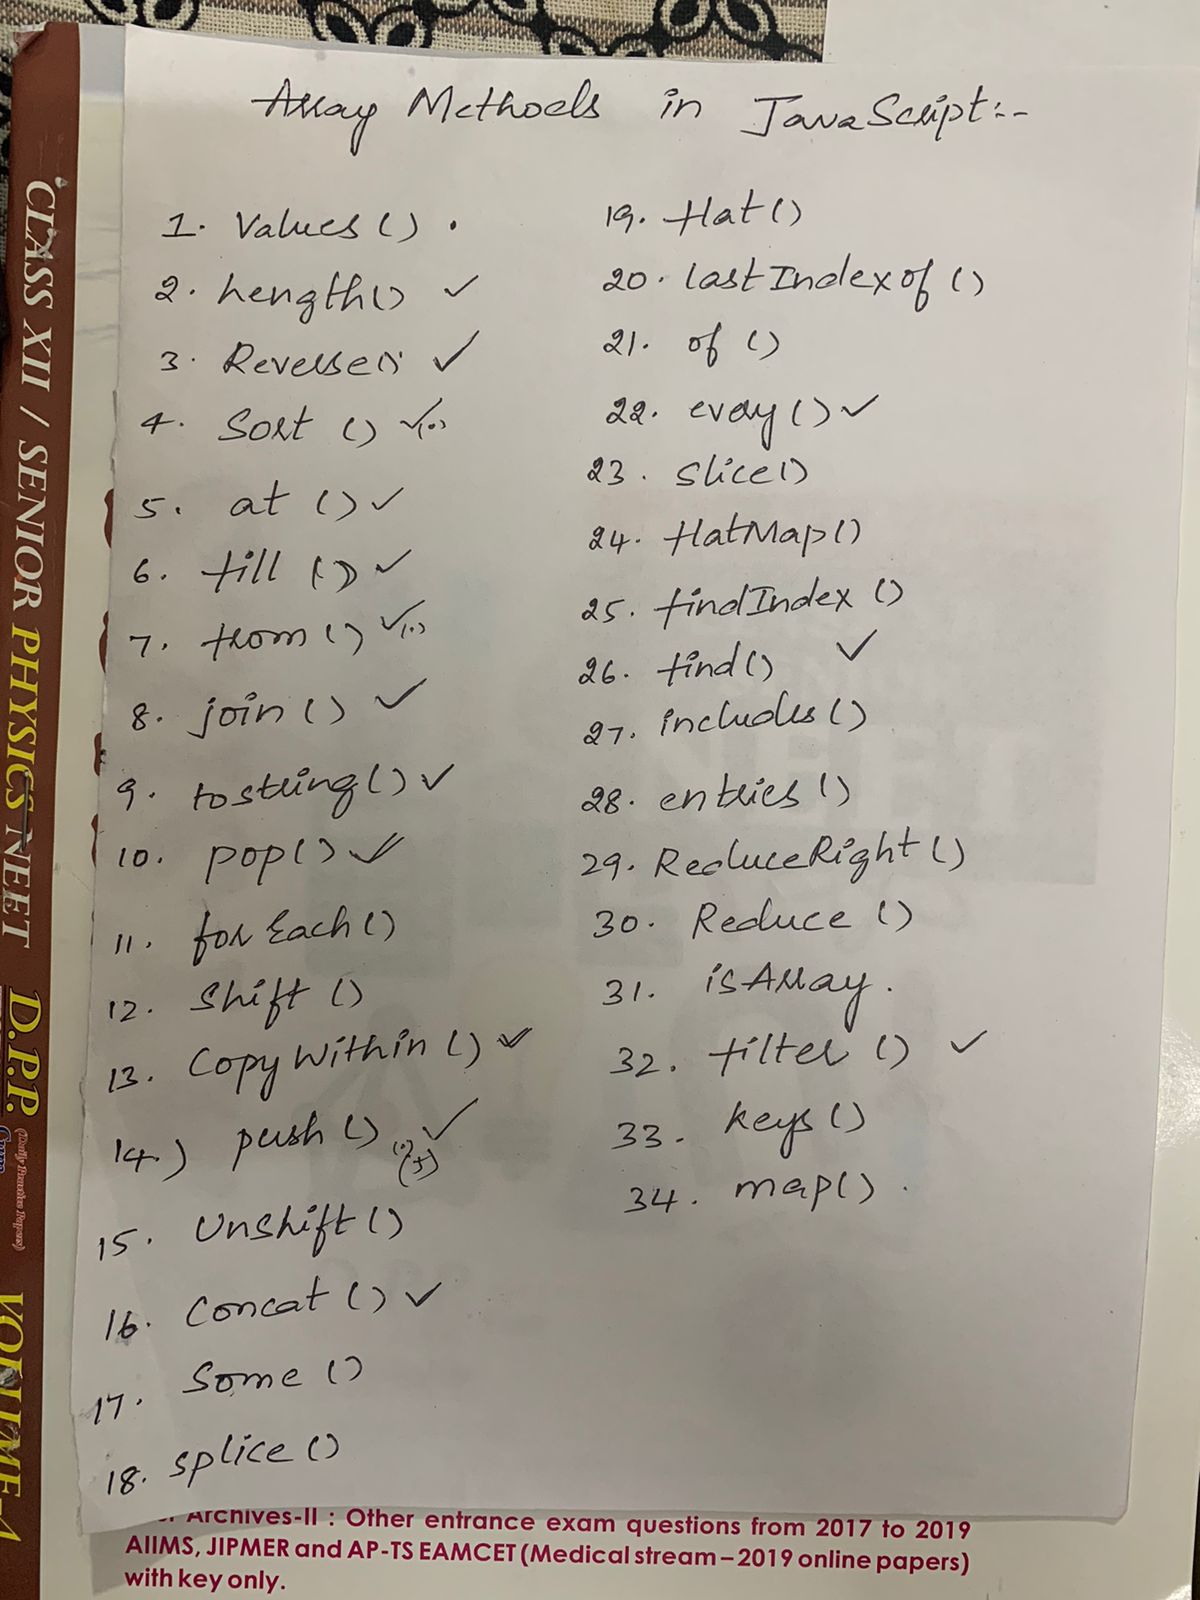 Array Methods in JavaScript:-
1. Values() .
2. Length() ✓
3. Reverse() ✓
4. Sort () ✓(.)
5. at () ✓
6. fill () ✓
7. from () ✓(.)
8. join () ✓
9. tostring() ✓
10. pop() ✓
11. for Each()
12. Shift ()
13. Copy Within () ✓
14.) push () ✓
15. Unshift()
16. Concat () ✓
17. Some ()
18. splice ()
19. flat()
20. lastIndexof ()
21. of ()
22. every () ✓
23. slice()
24. flatMap()
25. findIndex ()
26. find() ✓
27. includes ()
28. entries ()
29. ReduceRight ()
30. Reduce ()
31. isArray.
32. filter () ✓
33. keys ()
34. map() .
CLASS XII / SENIOR PHYSICS NEET D.P.P. (Daily Practice Papers) VOLUME-
Archives-II : Other entrance exam questions from 2017 to 2019
AIIMS, JIPMER and AP-TS EAMCET (Medical stream – 2019 online papers)
with key only.